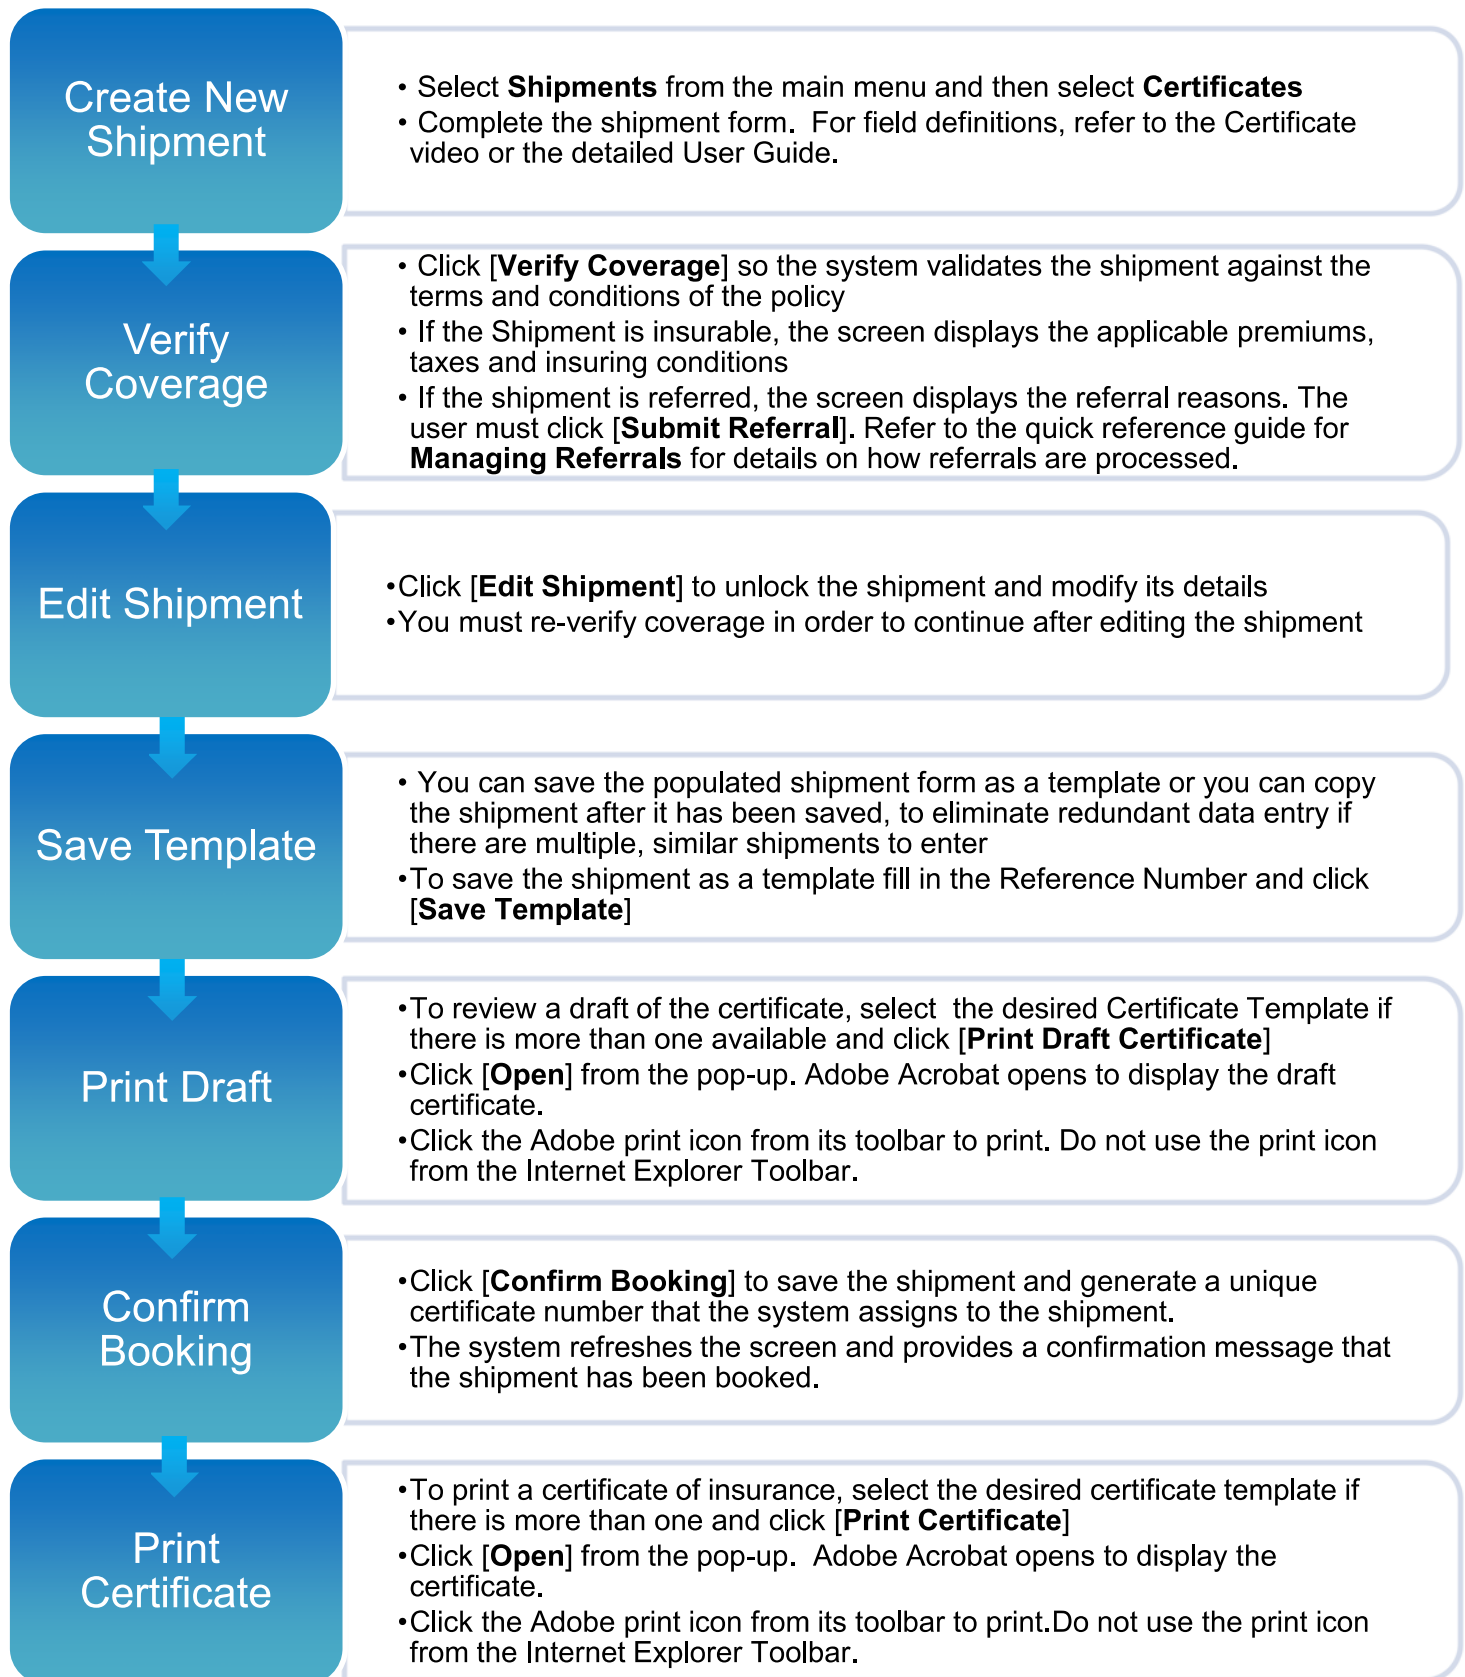 Create New
Shipment
• Select Shipments from the main menu and then select Certificates
• Complete the shipment form.  For field definitions, refer to the Certificate
video or the detailed User Guide.
Verify
Coverage
• Click [Verify Coverage] so the system validates the shipment against the
terms and conditions of the policy
• If the Shipment is insurable, the screen displays the applicable premiums,
taxes and insuring conditions
• If the shipment is referred, the screen displays the referral reasons. The
user must click [Submit Referral]. Refer to the quick reference guide for
Managing Referrals for details on how referrals are processed.
Edit Shipment
•Click [Edit Shipment] to unlock the shipment and modify its details
•You must re-verify coverage in order to continue after editing the shipment
Save Template
• You can save the populated shipment form as a template or you can copy
the shipment after it has been saved, to eliminate redundant data entry if
there are multiple, similar shipments to enter
•To save the shipment as a template fill in the Reference Number and click
[Save Template]
Print Draft
•To review a draft of the certificate, select  the desired Certificate Template if
there is more than one available and click [Print Draft Certificate]
•Click [Open] from the pop-up. Adobe Acrobat opens to display the draft
certificate.
•Click the Adobe print icon from its toolbar to print. Do not use the print icon
from the Internet Explorer Toolbar.
Confirm
Booking
•Click [Confirm Booking] to save the shipment and generate a unique
certificate number that the system assigns to the shipment.
•The system refreshes the screen and provides a confirmation message that
the shipment has been booked.
Print
Certificate
•To print a certificate of insurance, select the desired certificate template if
there is more than one and click [Print Certificate]
•Click [Open] from the pop-up.  Adobe Acrobat opens to display the
certificate.
•Click the Adobe print icon from its toolbar to print.Do not use the print icon
from the Internet Explorer Toolbar.